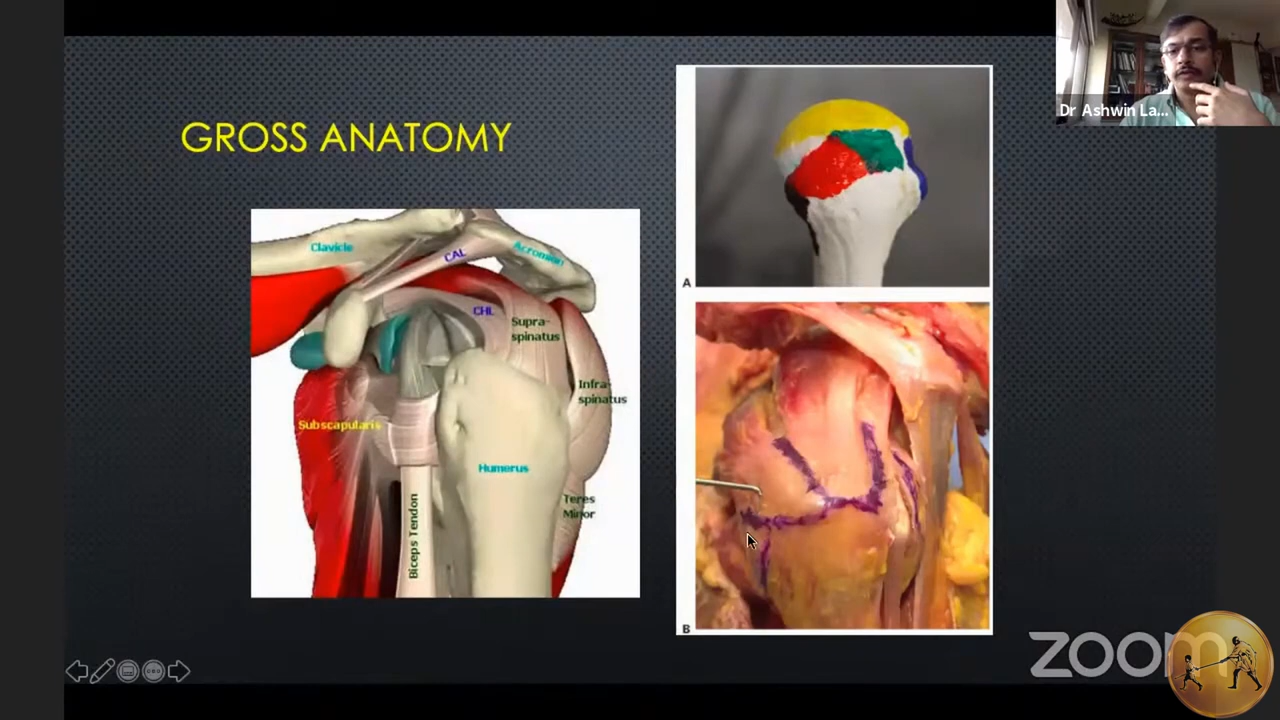 Dr Ashwin La...
GROSS ANATOMY
Clavicle
CAL
Acromion
CHL
Supra-
spinatus
Infra-
spinatus
Subscapularis
Humerus
Teres
Minor
Biceps Tendon
A
B
zoom